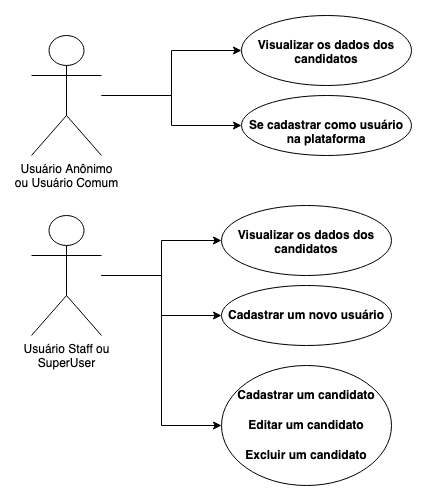 Visualizar os dados dos
candidatos
Se cadastrar como usuário
na plataforma
Usuário Anônimo
ou Usuário Comum
Visualizar os dados dos
candidatos
Cadastrar um novo usuário
Usuário Staff ou
SuperUser
Cadastrar um candidato
Editar um candidato
Excluir um candidato